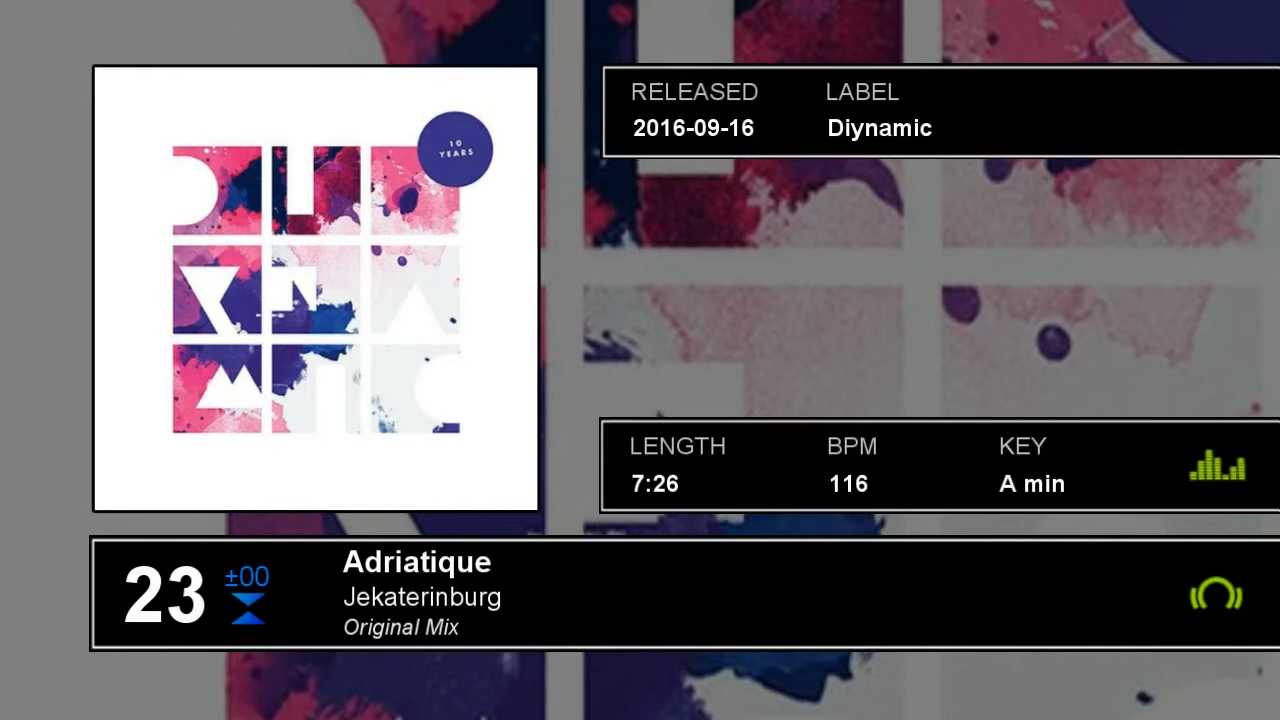 RELEASED LABEL
2016-09-16 Diynamic
10
YEARS
DIYNAMIC
LENGTH BPM KEY
7:26 116 A min
23 ±00
Adriatique
Jekaterinburg
Original Mix